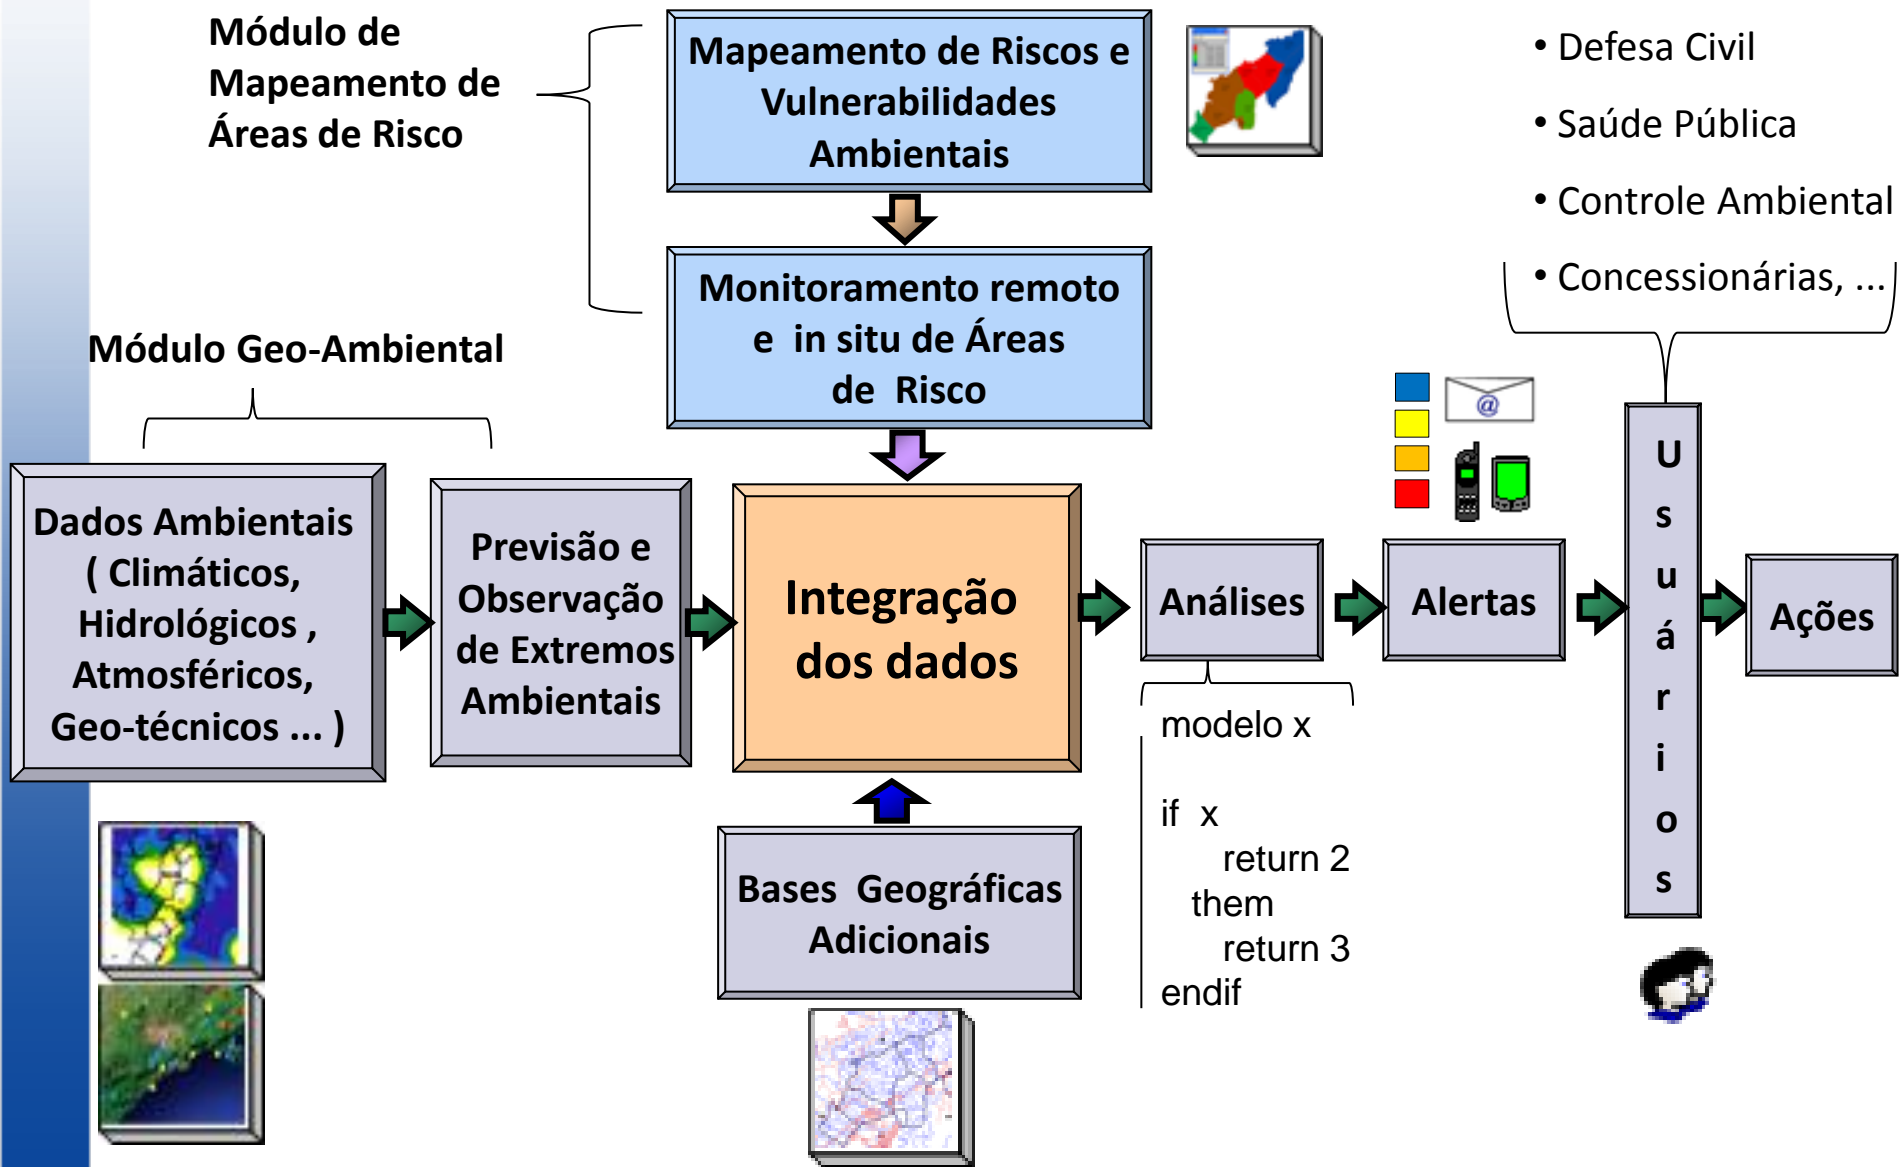 Módulo de
Mapeamento de
Áreas de Risco
Mapeamento de Riscos e
Vulnerabilidades
Ambientais
• Defesa Civil
• Saúde Pública
• Controle Ambiental
• Concessionárias, ...
Monitoramento remoto
e in situ de Áreas
de Risco
Módulo Geo-Ambiental
@
Dados Ambientais
( Climáticos,
Hidrológicos ,
Atmosféricos,
Geo-técnicos ... )
Previsão e
Observação
de Extremos
Ambientais
Integração
dos dados
Análises
Alertas
U
s
u
á
r
i
o
s
Ações
modelo x
if x
return 2
them
return 3
endif
Bases Geográficas
Adicionais